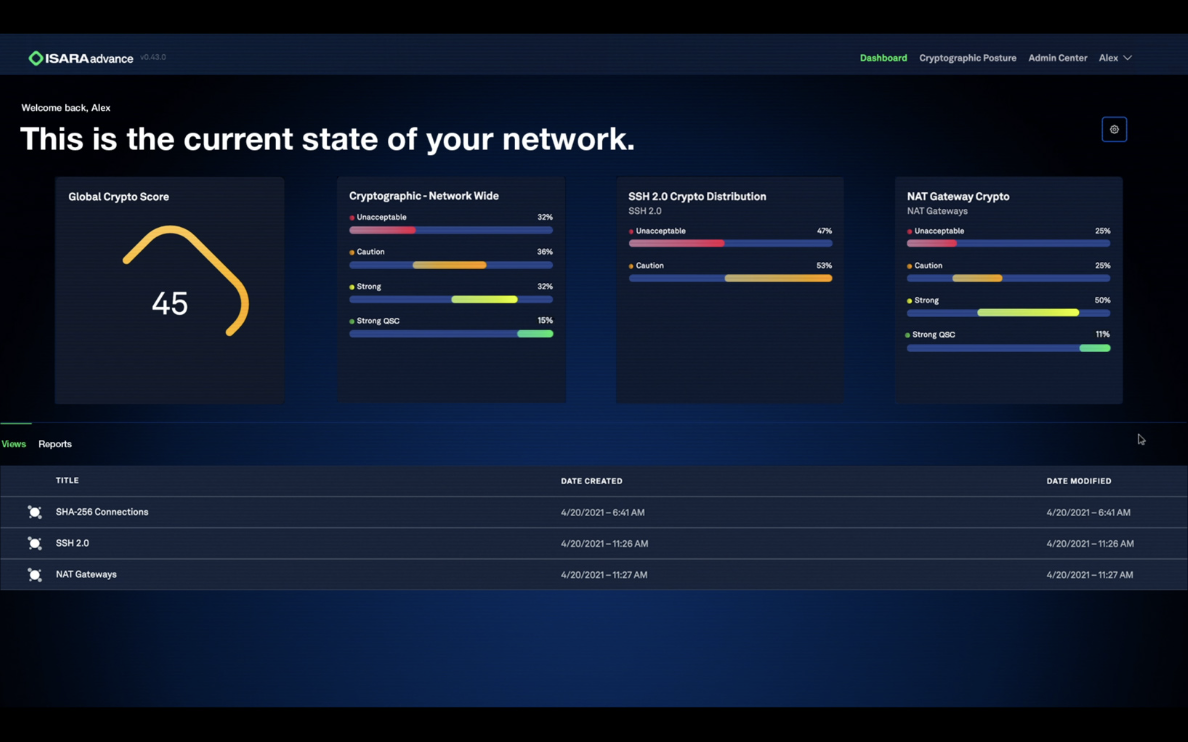 ISARA advance v0.43.0
Dashboard Cryptographic Posture Admin Center Alex
Welcome back, Alex
This is the current state of your network.
Global Crypto Score
45
Cryptographic - Network Wide
Unacceptable 32%
Caution 36%
Strong 32%
Strong QSC 15%
SSH 2.0 Crypto Distribution
SSH 2.0
Unacceptable 47%
Caution 53%
NAT Gateway Crypto
NAT Gateways
Unacceptable 25%
Caution 25%
Strong 50%
Strong QSC 11%
Views Reports
TITLE DATE CREATED DATE MODIFIED
SHA-256 Connections 4/20/2021 – 6:41 AM 4/20/2021 – 6:41 AM
SSH 2.0 4/20/2021 – 11:26 AM 4/20/2021 – 11:26 AM
NAT Gateways 4/20/2021 – 11:27 AM 4/20/2021 – 11:27 AM